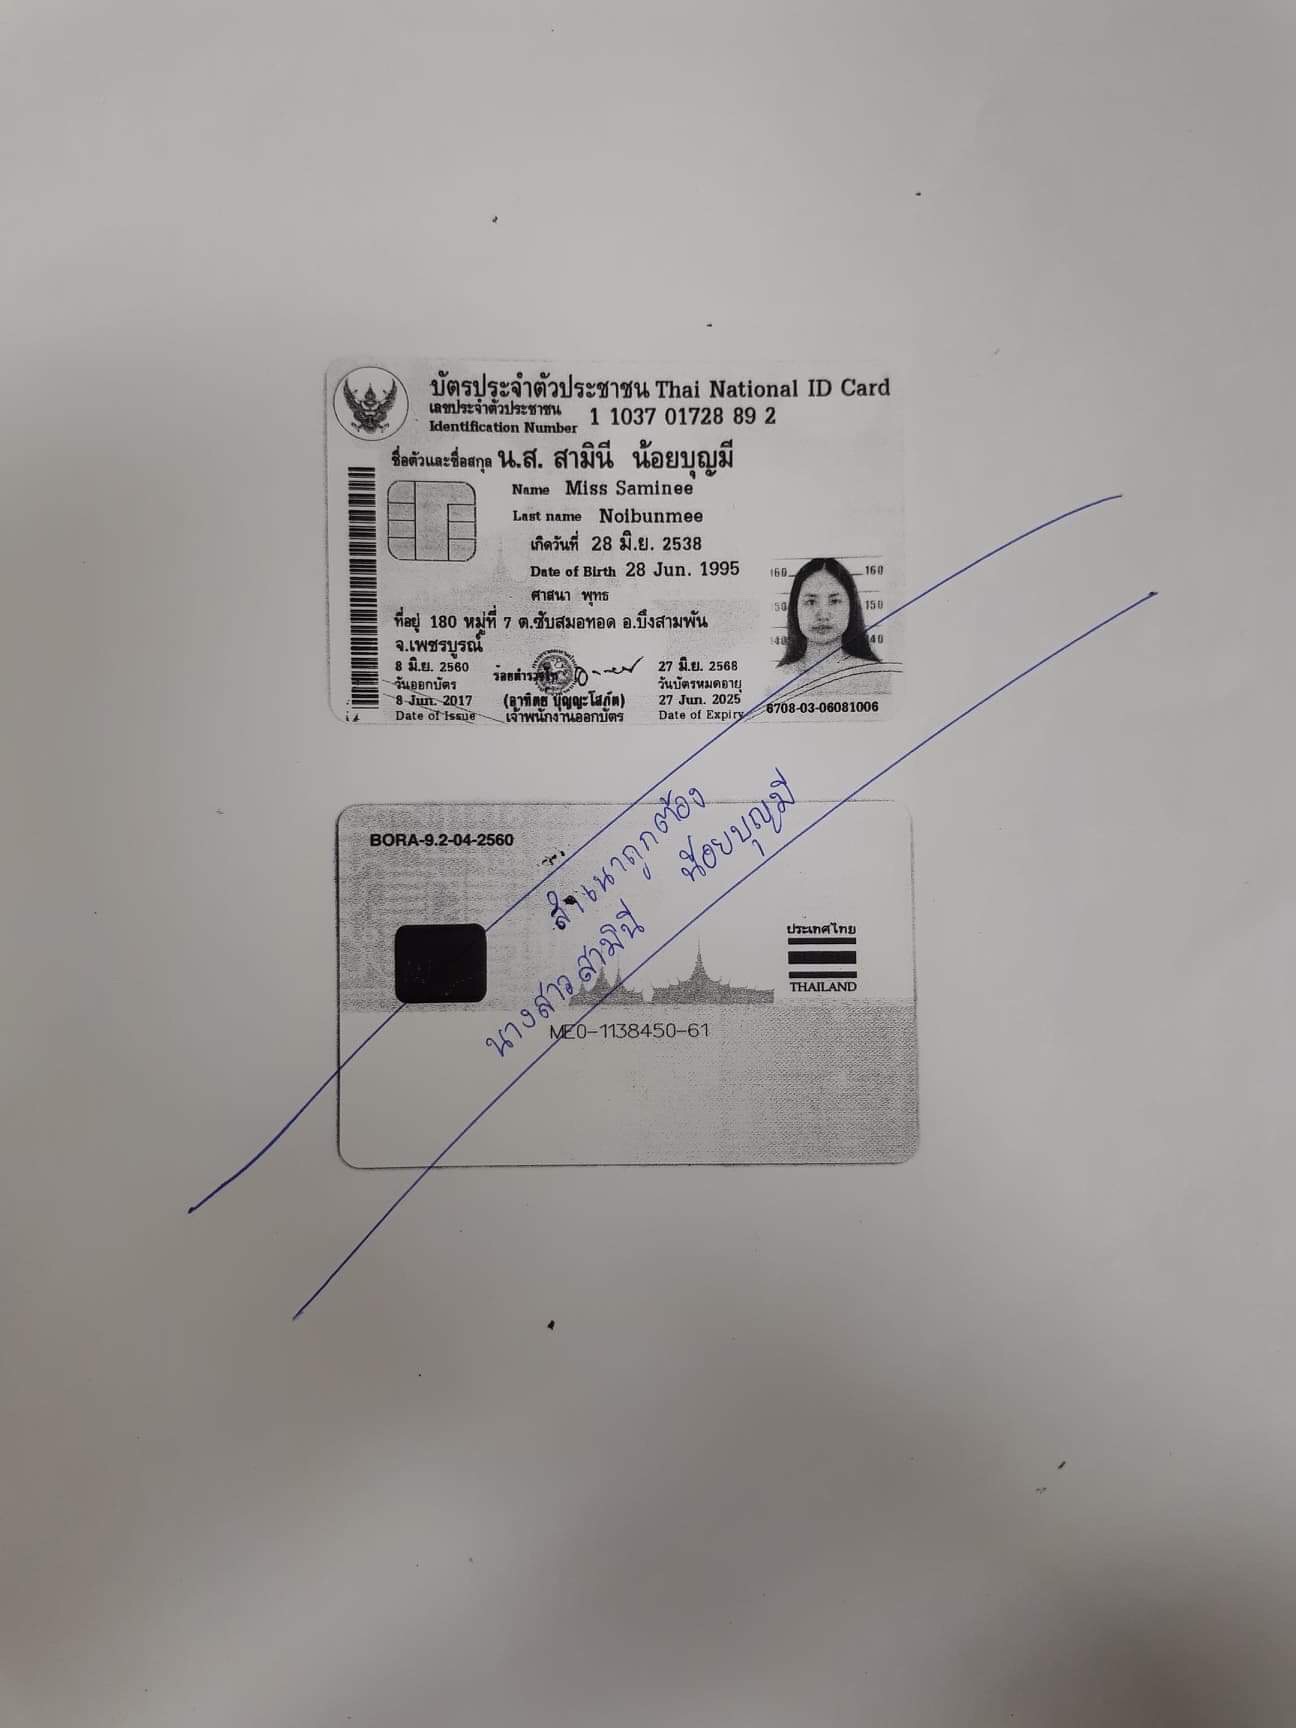 บัตรประจำตัวประชาชน Thai National ID Card
เลขประจำตัวประชาชน
Identification Number 1 1037 01728 89 2
ชื่อตัวและชื่อสกุล น.ส. สามินี น้อยบุญมี
Name Miss Saminee
Last name Noibunmee
เกิดวันที่ 28 มิ.ย. 2538
Date of Birth 28 Jun. 1995
ศาสนา พุทธ
ที่อยู่ 180 หมู่ที่ 7 ต.ซับสมอทอด อ.บึงสามพัน
จ.เพชรบูรณ์
160 160
150
8 มิ.ย. 2560
วันออกบัตร
8 Jun. 2017
Date of Issue
ร้อยตำรวจโท
(อาทิตย์ บุญญะโสภัต)
เจ้าพนักงานออกบัตร
27 มิ.ย. 2568
วันบัตรหมดอายุ
27 Jun. 2025
Date of Expiry
6708-03-06081006
BORA-9.2-04-2560
สำเนาถูกต้อง
นางสาวสามินี น้อยบุญมี
ประเทศไทย
THAILAND
ME0-1138450-61